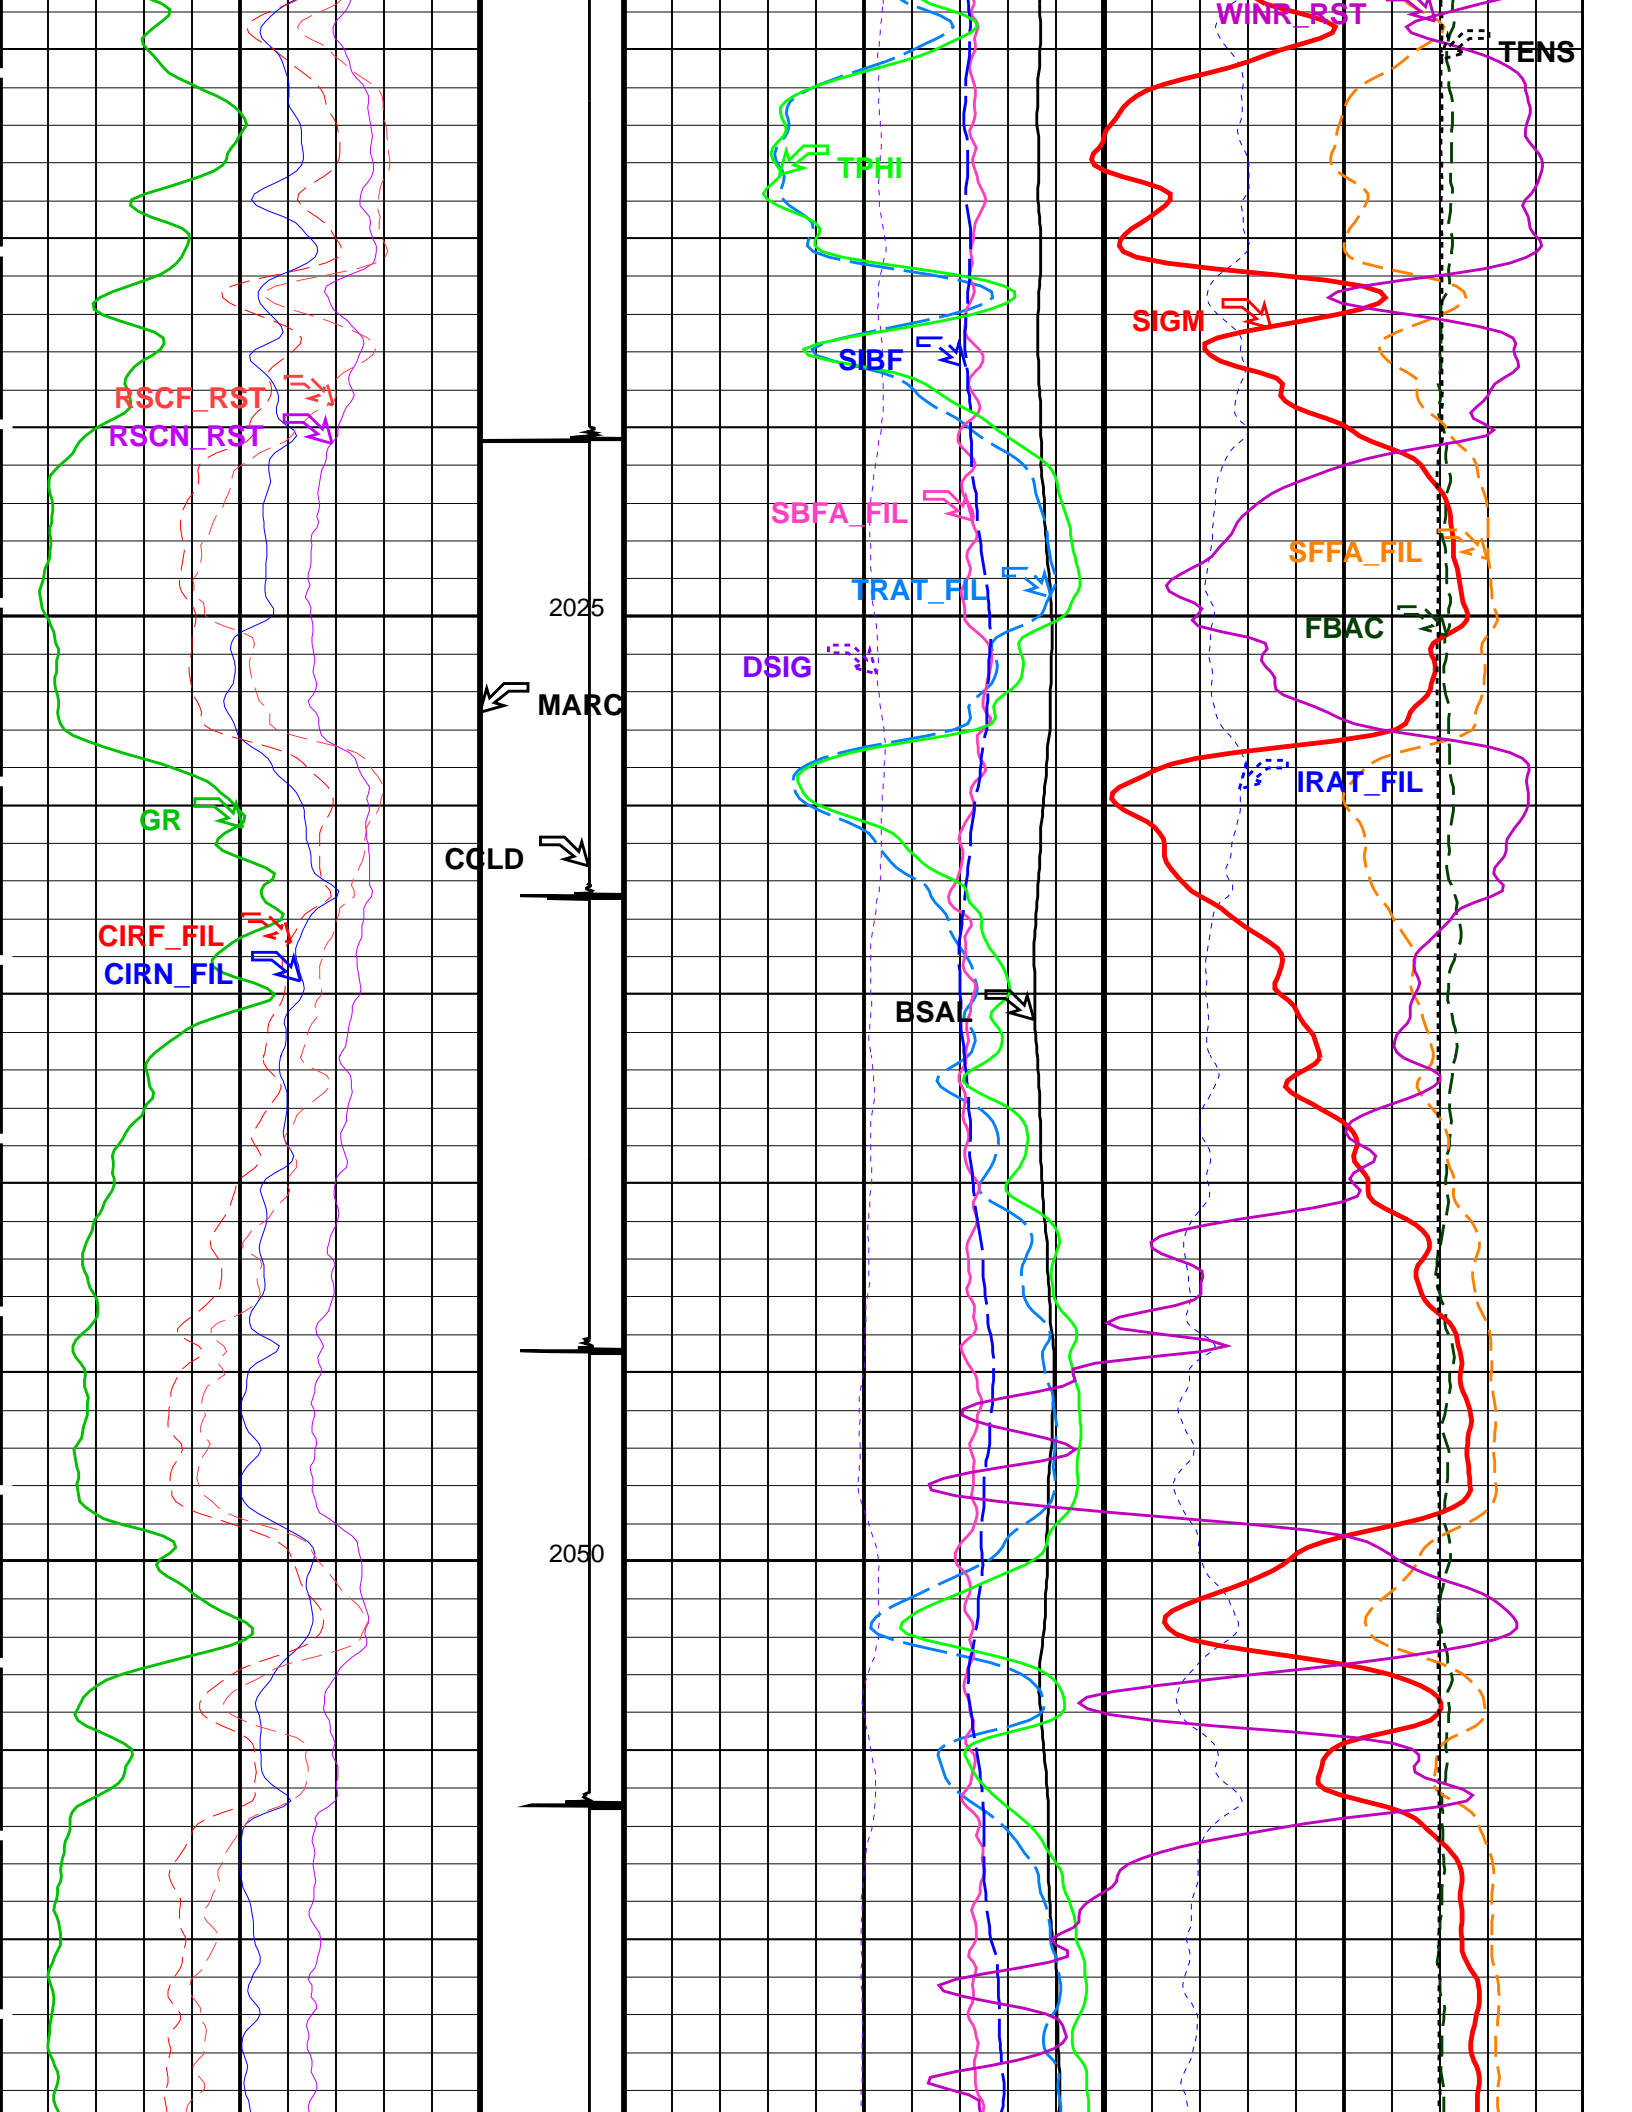 WINR_RST
TENS
TPHI
SIGM
SIBF
RSCF_RST
RSCN_RST
SBFA_FIL
SFFA_FIL
TRAT_FIL
2025
FBAC
DSIG
MARC
IRAT_FIL
GR
CCLD
CIRF_FIL
CIRN_FIL
BSAL
2050